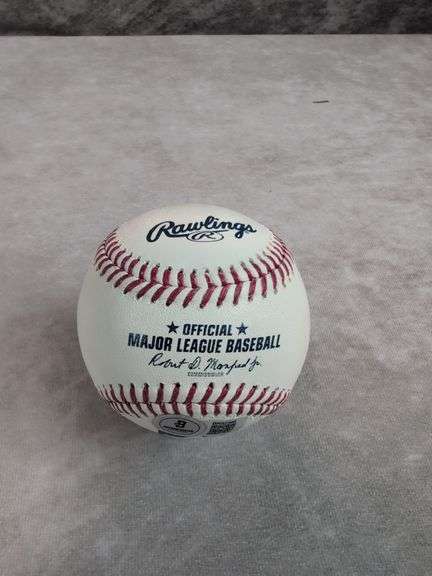 Rawlings
R
★ OFFICIAL ★
MAJOR LEAGUE BASEBALL
Robert D. Manfred Jr.